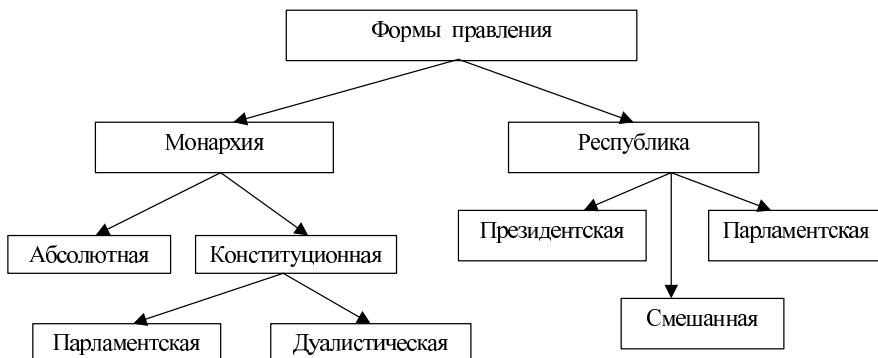 Формы правления
Монархия
Республика
Абсолютная
Конституционная
Президентская
Парламентская
Смешанная
Парламентская
Дуалистическая